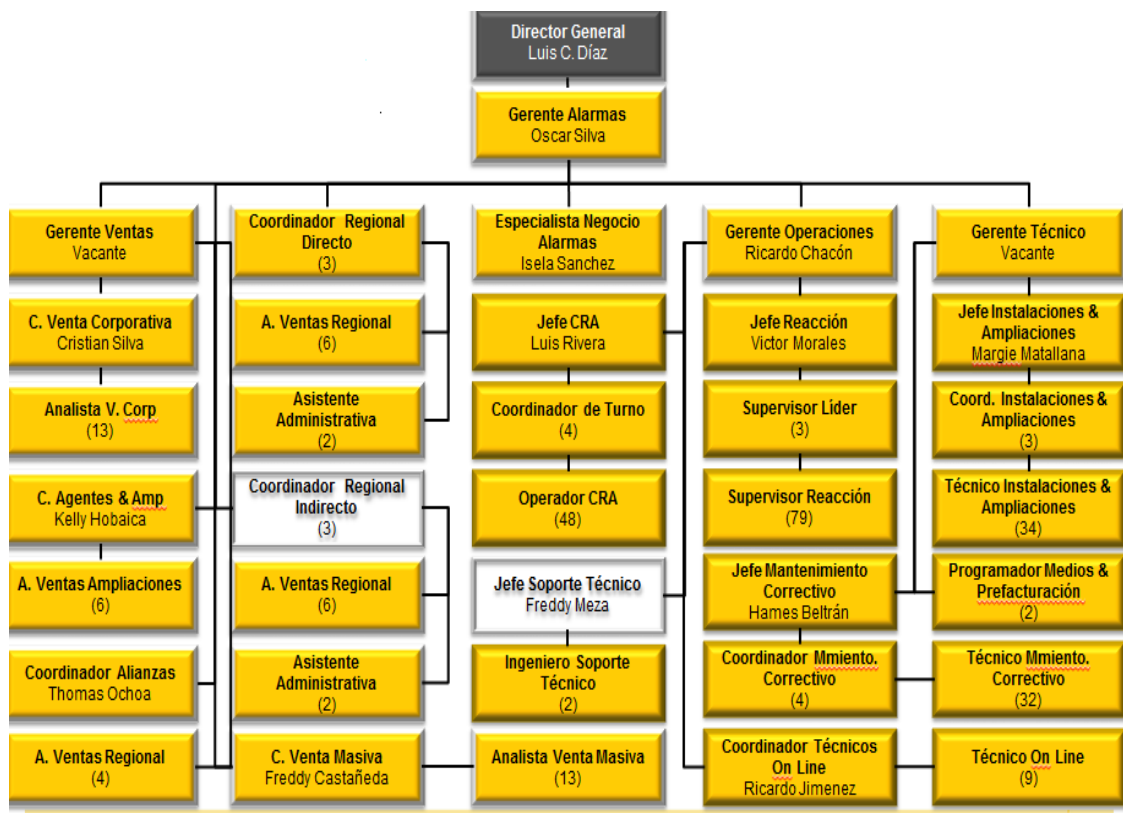 Director General
Luis C. Díaz
Gerente Alarmas
Oscar Silva
Gerente Ventas
Vacante
Coordinador Regional
Directo
(3)
Especialista Negocio
Alarmas
Isela Sanchez
Gerente Operaciones
Ricardo Chacón
Gerente Técnico
Vacante
C. Venta Corporativa
Cristian Silva
A. Ventas Regional
(6)
Jefe CRA
Luis Rivera
Jefe Reacción
Victor Morales
Jefe Instalaciones &
Ampliaciones
Margie Matallana
Analista V. Corp
(13)
Asistente
Administrativa
(2)
Coordinador de Turno
(4)
Supervisor Líder
(3)
Coord. Instalaciones &
Ampliaciones
(3)
C. Agentes & Amp
Kelly Hobaica
Coordinador Regional
Indirecto
(3)
Operador CRA
(48)
Supervisor Reacción
(79)
Técnico Instalaciones &
Ampliaciones
(34)
A. Ventas Ampliaciones
(6)
A. Ventas Regional
(6)
Jefe Soporte Técnico
Freddy Meza
Jefe Mantenimiento
Correctivo
Hames Beltrán
Programador Medios &
Prefacturación
(2)
Coordinador Alianzas
Thomas Ochoa
Asistente
Administrativa
(2)
Ingeniero Soporte
Técnico
(2)
Coordinador Mmiento.
Correctivo
(4)
Técnico Mmiento.
Correctivo
(32)
A. Ventas Regional
(4)
C. Venta Masiva
Freddy Castañeda
Analista Venta Masiva
(13)
Coordinador Técnicos
On Line
Ricardo Jimenez
Técnico On Line
(9)